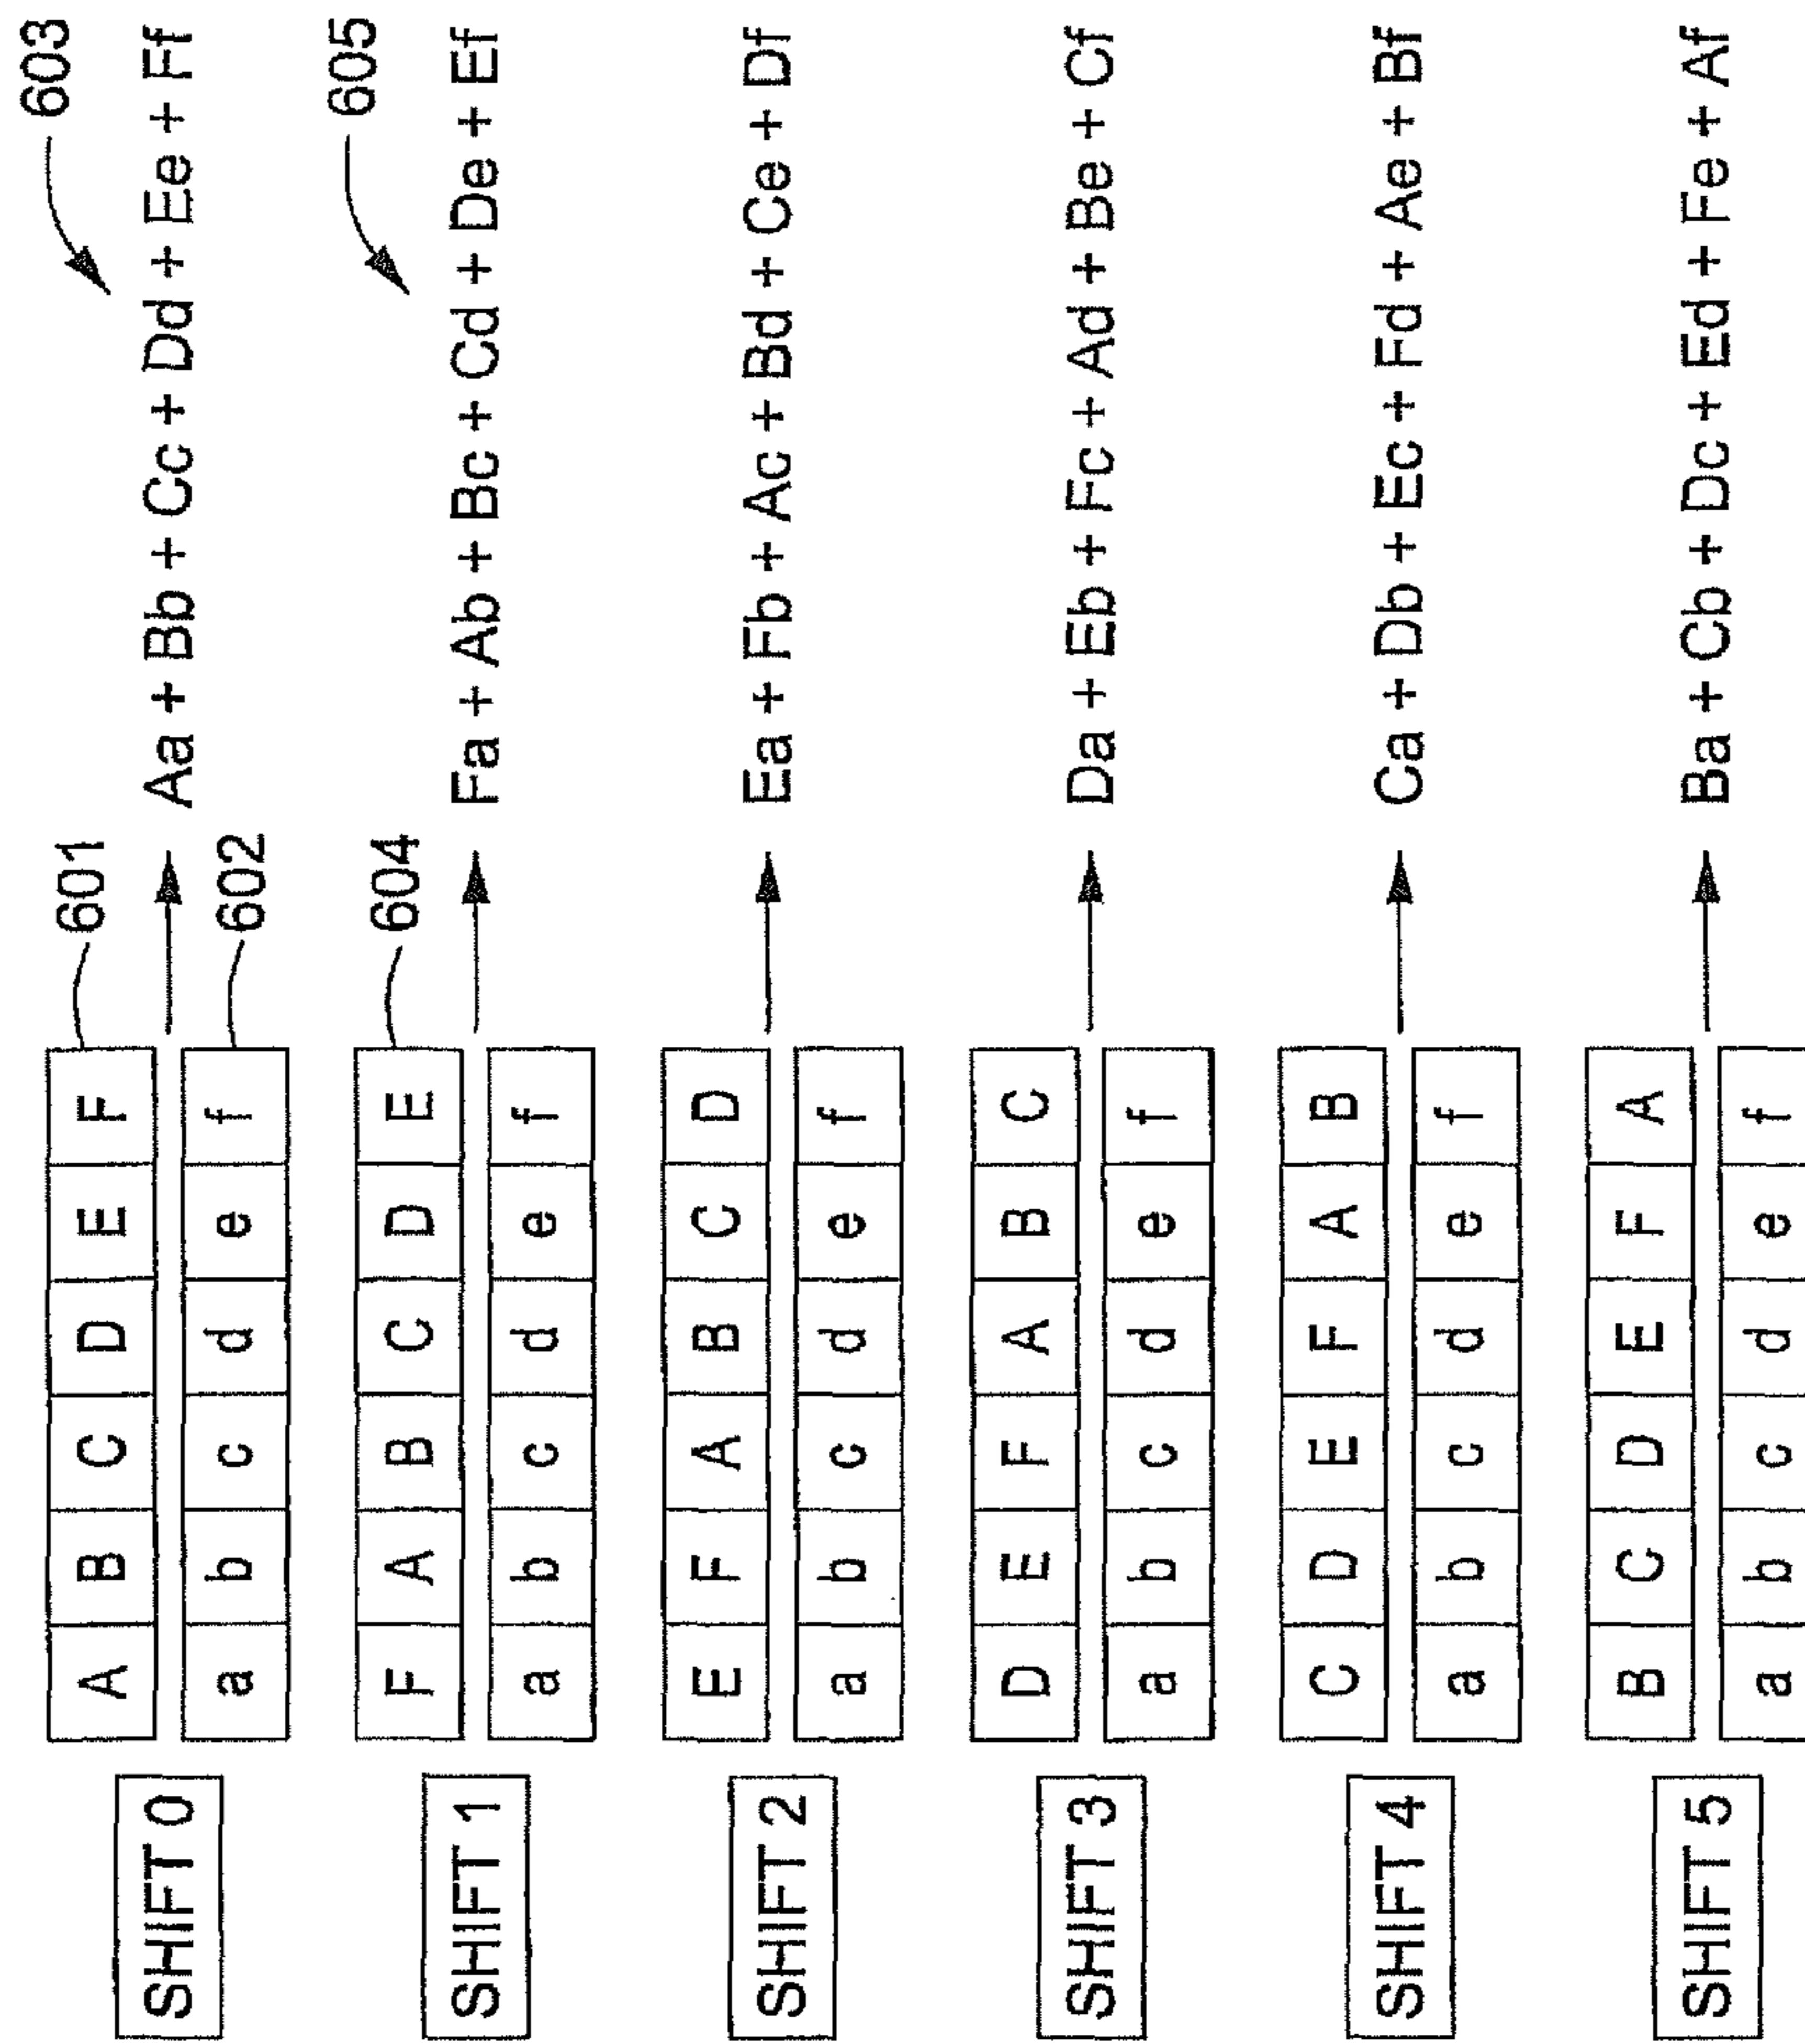 603
601
SHIFT 0
A B C D E F
a b c d e f
Aa + Bb + Cc + Dd + Ee + Ff
602
605
604
SHIFT 1
F A B C D E
a b c d e f
Fa + Ab + Bc + Cd + De + Ef
SHIFT 2
E F A B C D
a b c d e f
Ea + Fb + Ac + Bd + Ce + Df
SHIFT 3
D E F A B C
a b c d e f
Da + Eb + Fc + Ad + Be + Cf
SHIFT 4
C D E F A B
a b c d e f
Ca + Db + Ec + Fd + Ae + Bf
SHIFT 5
B C D E F A
a b c d e f
Ba + Cb + Dc + Ed + Fe + Af